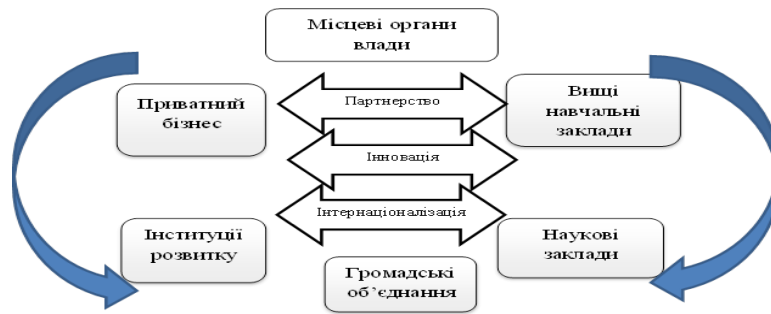 Місцеві органи
влади
Приватний
бізнес
Партнерство
Вищі
навчальні
заклади
Інновація
Інтернаціоналізація
Інституції
розвитку
Наукові
заклади
Громадські
об’єднання